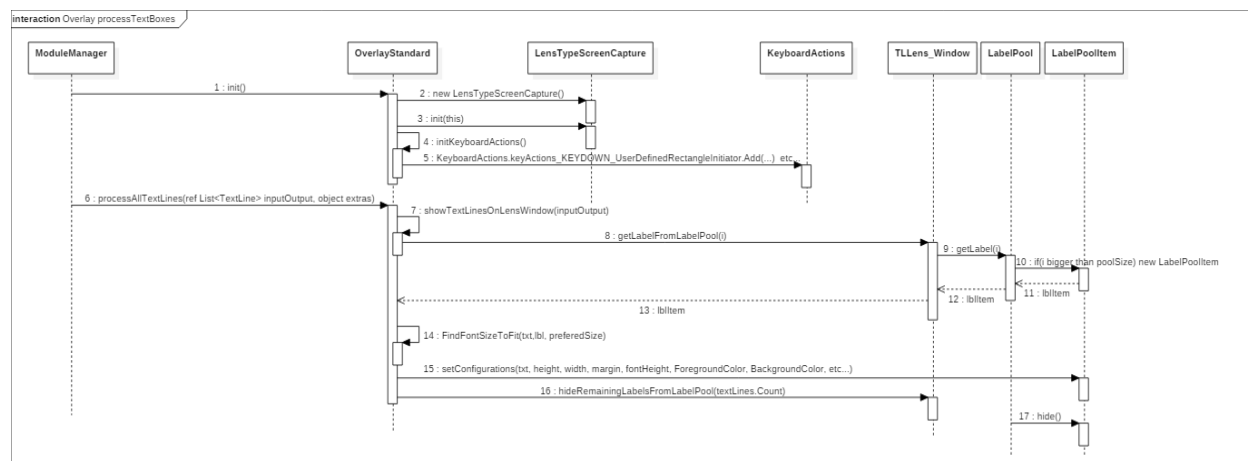 interaction Overlay processTextBoxes
ModuleManager
OverlayStandard
LensTypeScreenCapture
KeyboardActions
TLLens_Window
LabelPool
LabelPoolItem
1 : init()
2 : new LensTypeScreenCapture()
3 : init(this)
4 : initKeyboardActions()
5 : KeyboardActions.keyActions_KEYDOWN_UserDefinedRectangleInitiator.Add(...) etc...
6 : processAllTextLines(ref List<TextLine> inputOutput, object extras)
7 : showTextLinesOnLensWindow(inputOutput)
8 : getLabelFromLabelPool(i)
9 : getLabel(i)
10 : if(i bigger than poolSize) new LabelPoolItem
11 : lblItem
12 : lblItem
13 : lblItem
14 : FindFontSizeToFit(txt,lbl, preferedSize)
15 : setConfigurations(txt, height, width, margin, fontHeight, ForegroundColor, BackgroundColor, etc...)
16 : hideRemainingLabelsFromLabelPool(textLines.Count)
17 : hide()